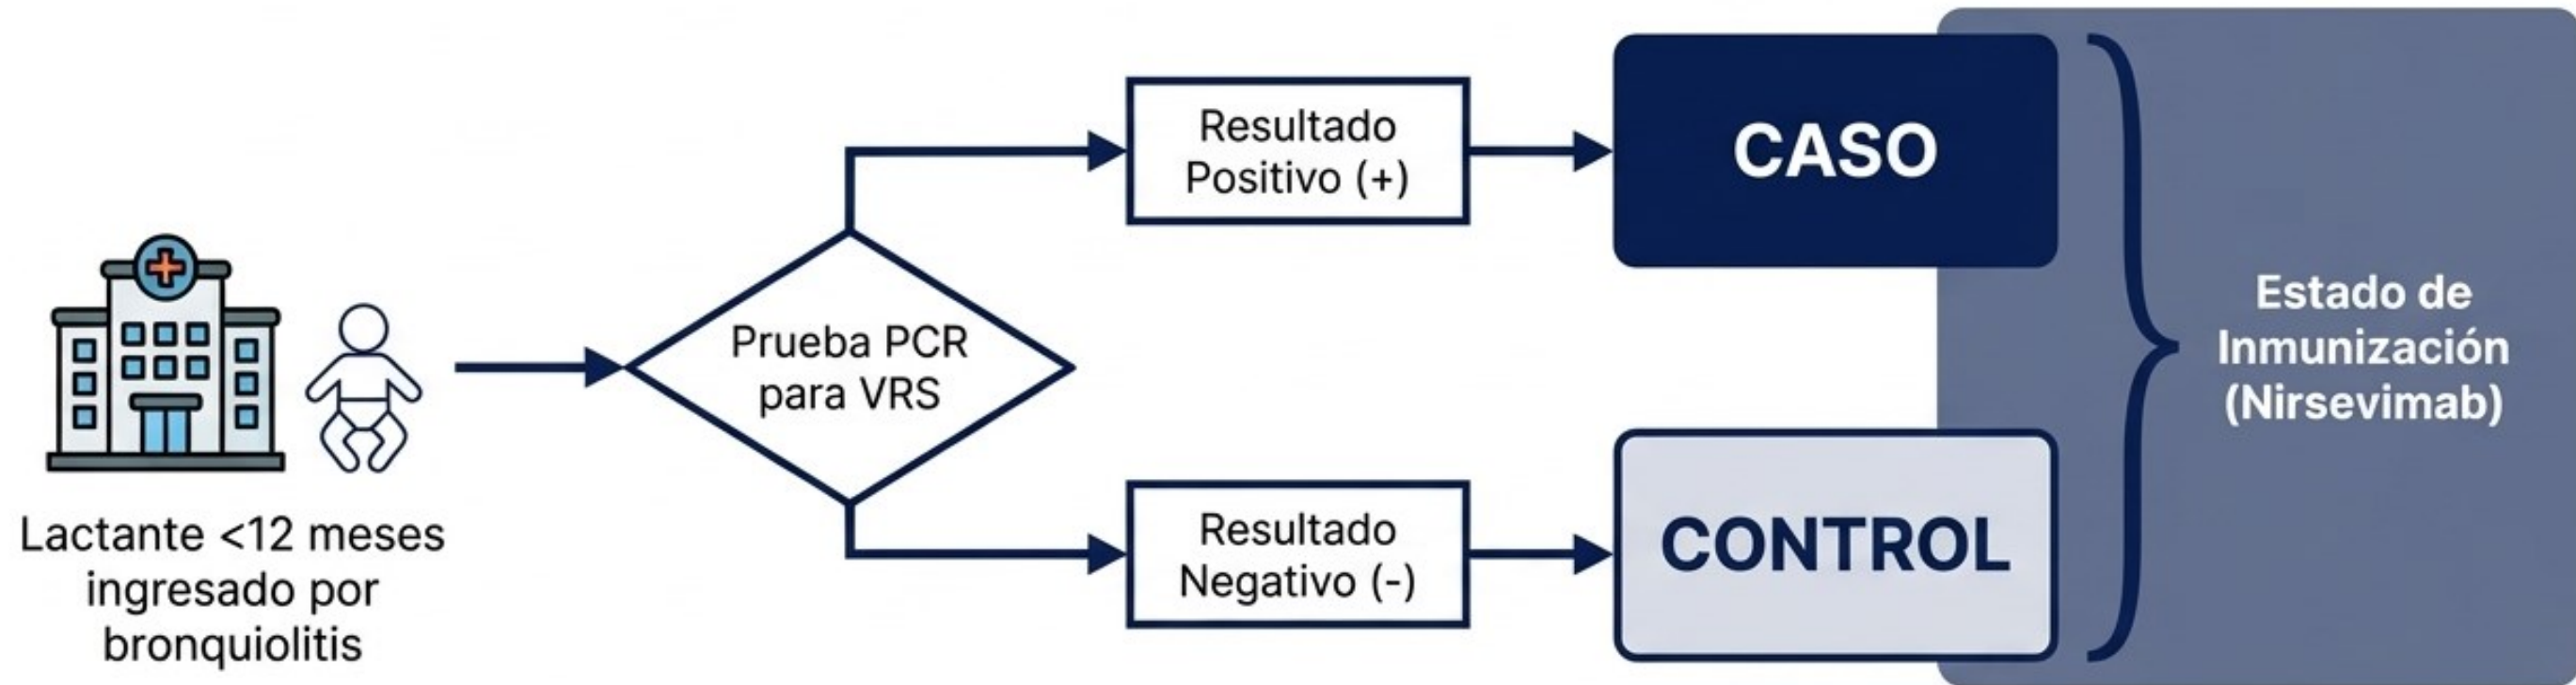 Lactante <12 meses
ingresado por
bronquiolitis
Prueba PCR
para VRS
Resultado
Positivo (+)
CASO
Resultado
Negativo (-)
CONTROL
Estado de
Inmunización
(Nirsevimab)